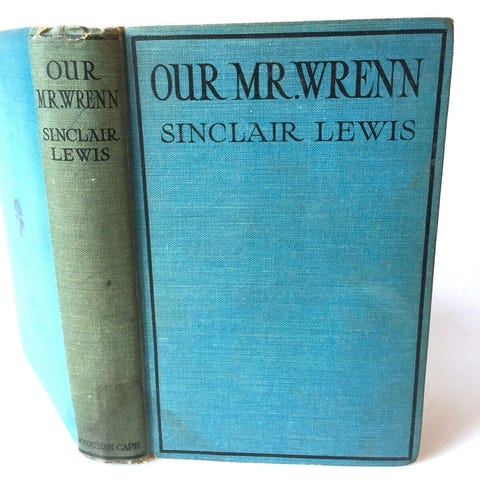 OUR
MR. WRENN
SINCLAIR
LEWIS
JONATHAN CAPE
OUR MR. WRENN
SINCLAIR LEWIS